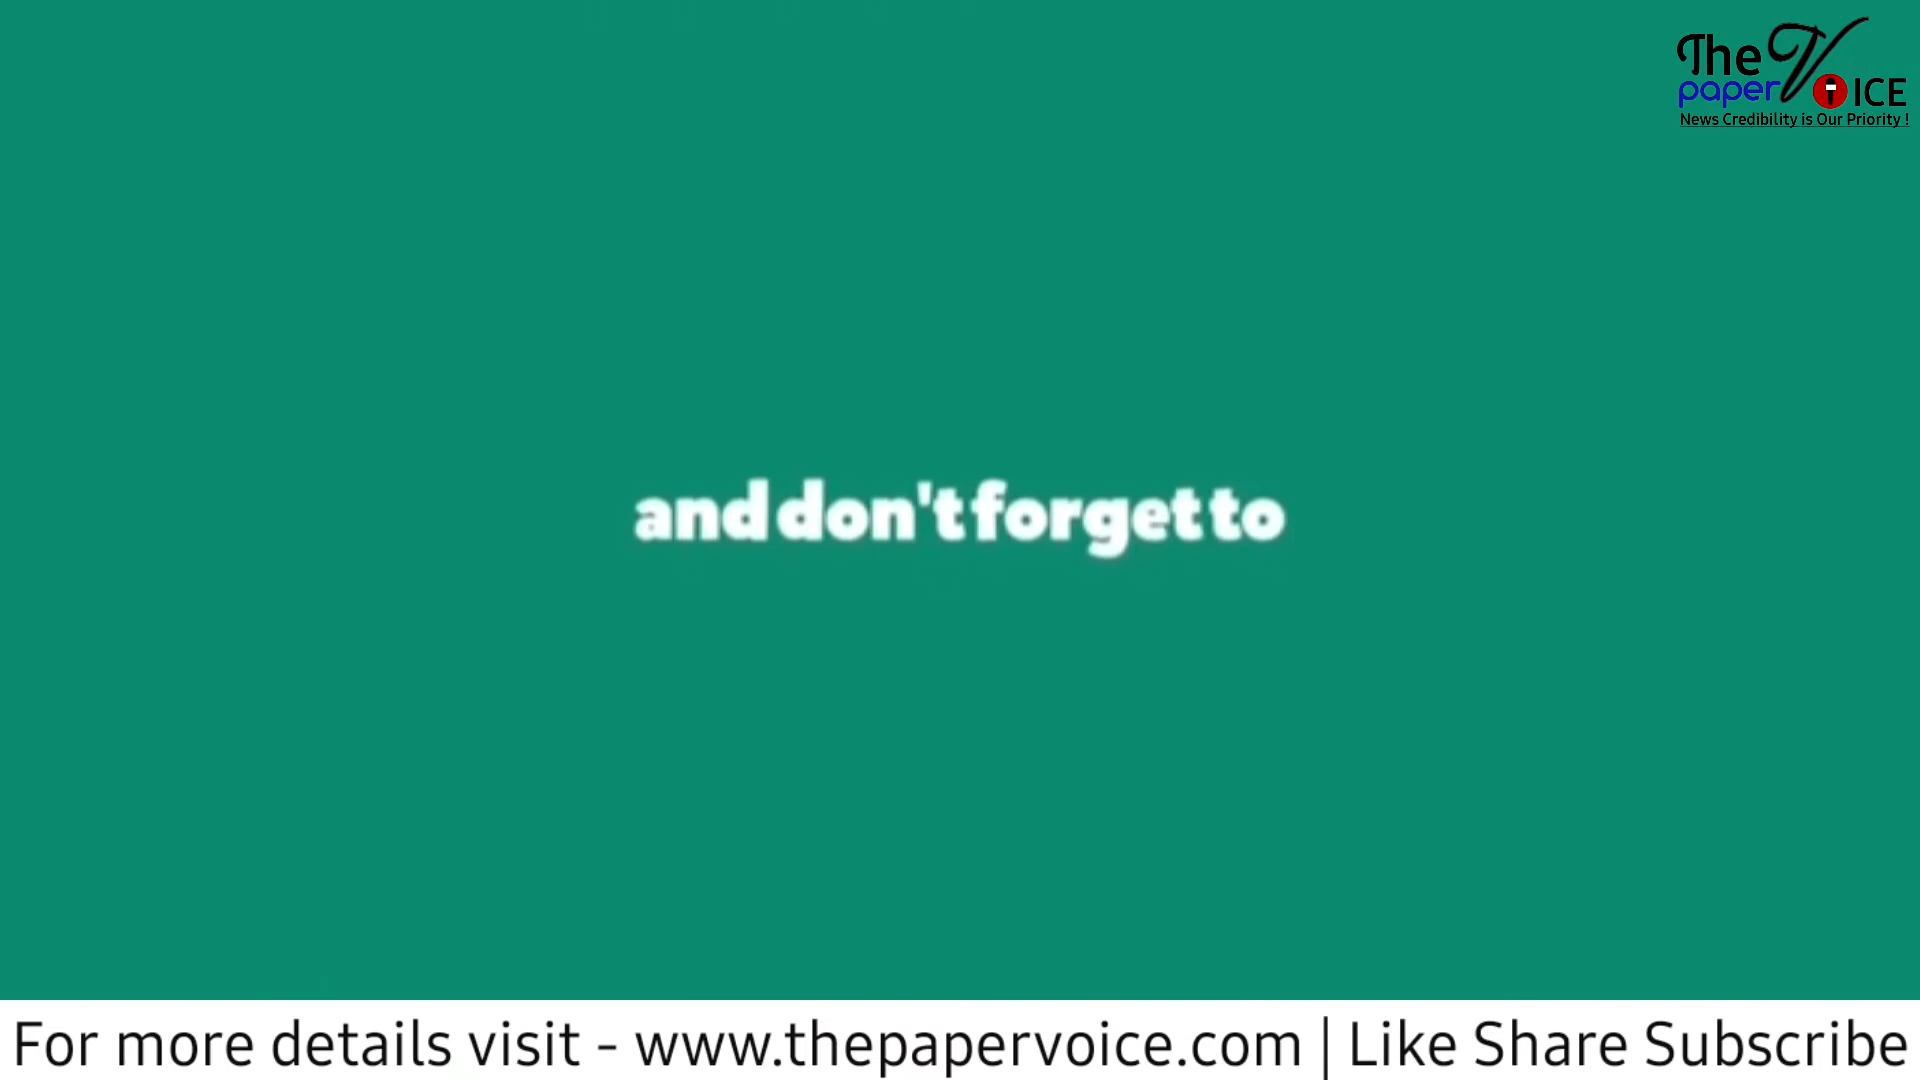 The Voice
paper
News Credibility is Our Priority !
and don't forget to
For more details visit - www.thepapervoice.com | Like Share Subscribe